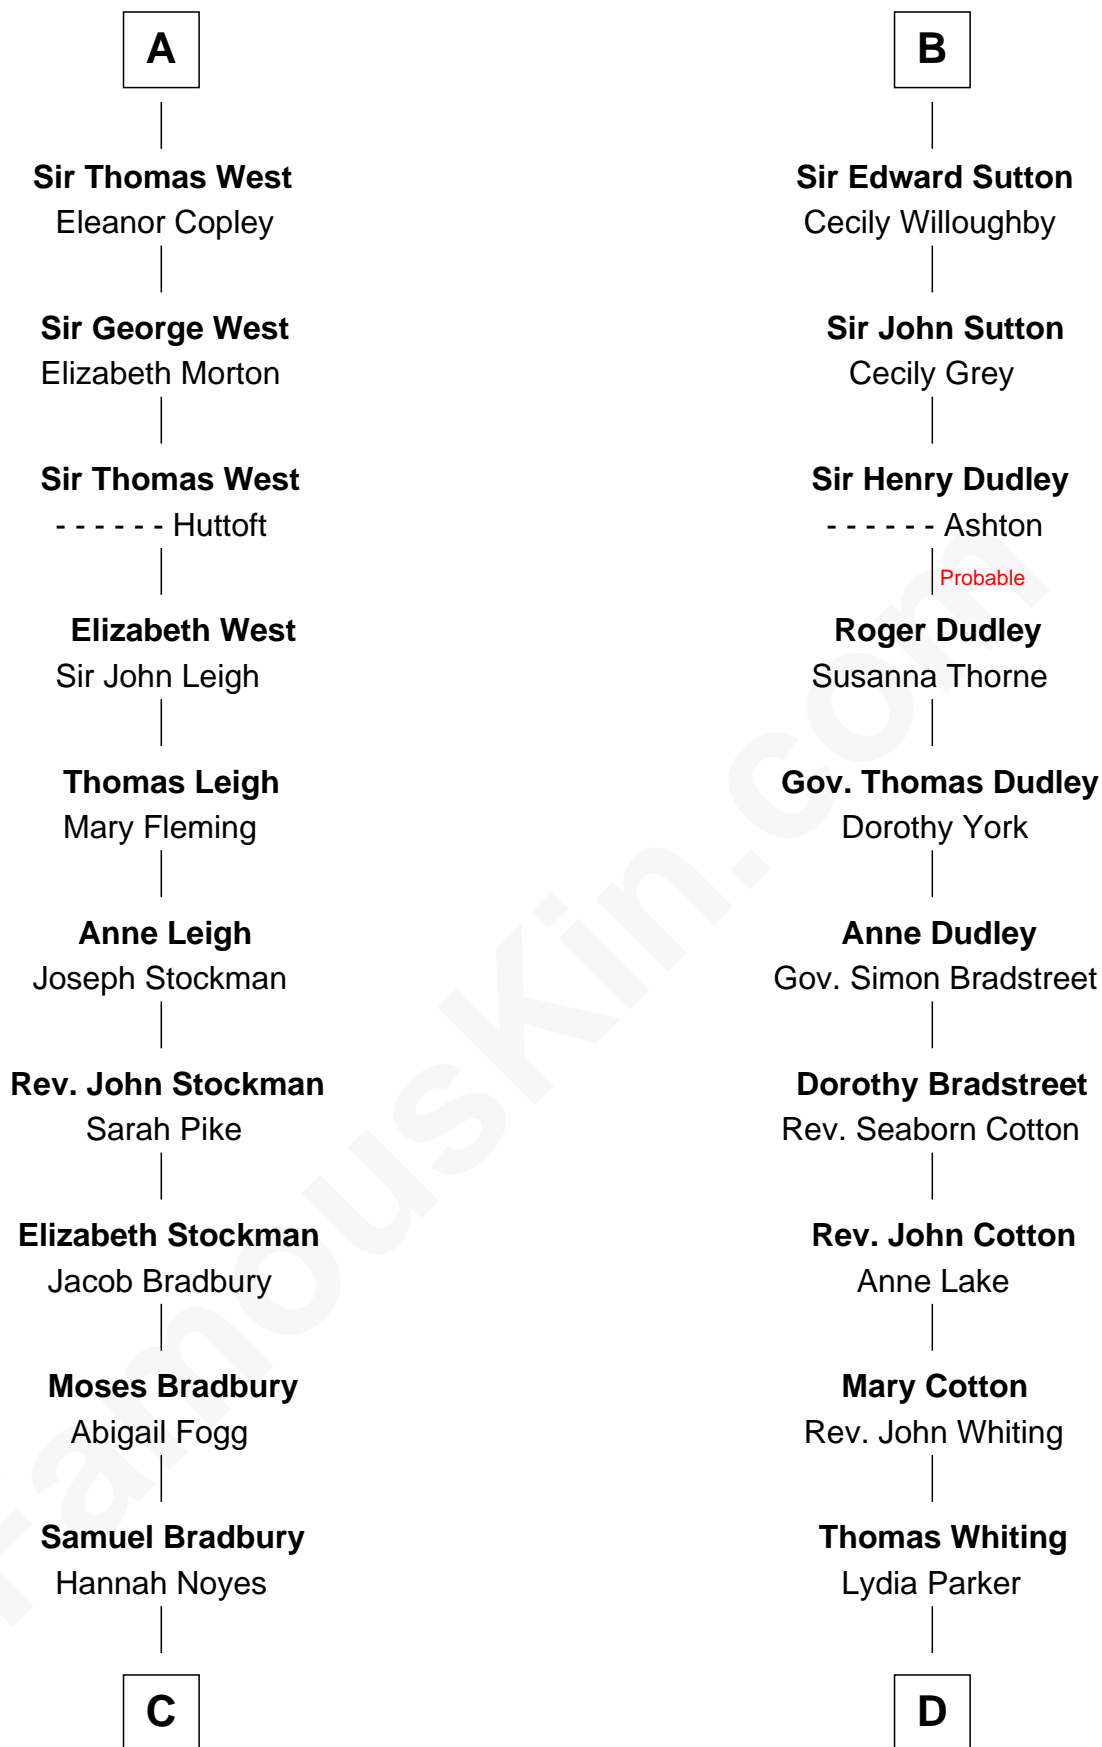 A
Sir Thomas West
Eleanor Copley
Sir George West
Elizabeth Morton
Sir Thomas West
- - - - - - Huttoft
Elizabeth West
Sir John Leigh
Thomas Leigh
Mary Fleming
Anne Leigh
Joseph Stockman
Rev. John Stockman
Sarah Pike
Elizabeth Stockman
Jacob Bradbury
Moses Bradbury
Abigail Fogg
Samuel Bradbury
Hannah Noyes
C
B
Sir Edward Sutton
Cecily Willoughby
Sir John Sutton
Cecily Grey
Sir Henry Dudley
- - - - - - Ashton
Probable
Roger Dudley
Susanna Thorne
Gov. Thomas Dudley
Dorothy York
Anne Dudley
Gov. Simon Bradstreet
Dorothy Bradstreet
Rev. Seaborn Cotton
Rev. John Cotton
Anne Lake
Mary Cotton
Rev. John Whiting
Thomas Whiting
Lydia Parker
D
FamousKin.com